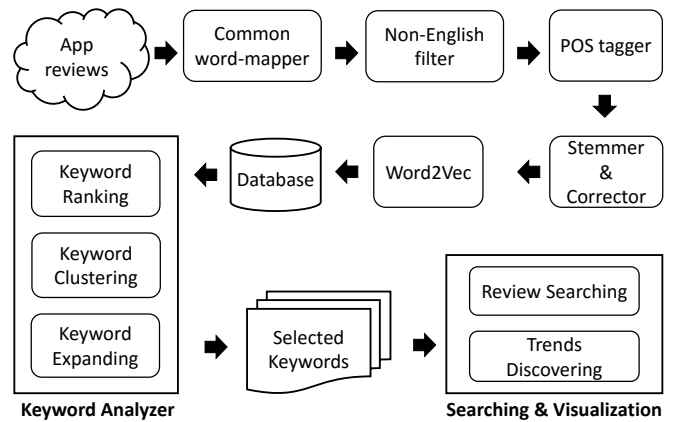 App
reviews
Common
word-mapper
Non-English
filter
POS tagger
Stemmer
&
Corrector
Word2Vec
Database
Keyword
Ranking
Keyword
Clustering
Keyword
Expanding
Keyword Analyzer
Selected
Keywords
Review Searching
Trends
Discovering
Searching & Visualization